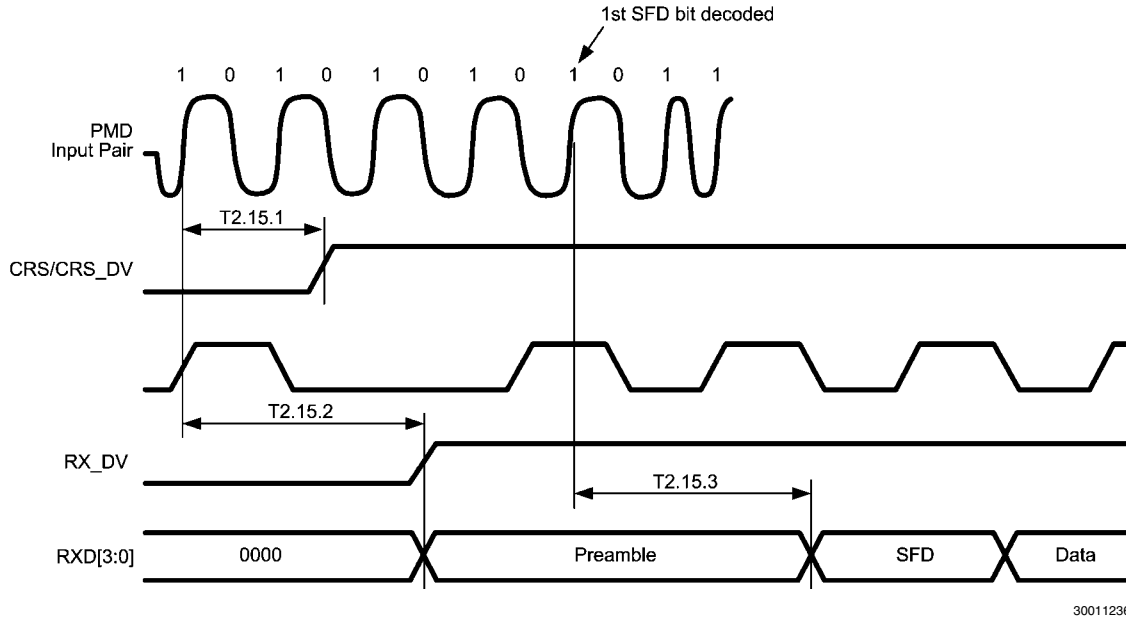 1st SFD bit decoded
1 0 1 0 1 0 1 0 1 0 1 1
PMD
Input Pair
T2.15.1
CRS/CRS_DV
T2.15.2
RX_DV
T2.15.3
RXD[3:0] 0000 Preamble SFD Data
30011236